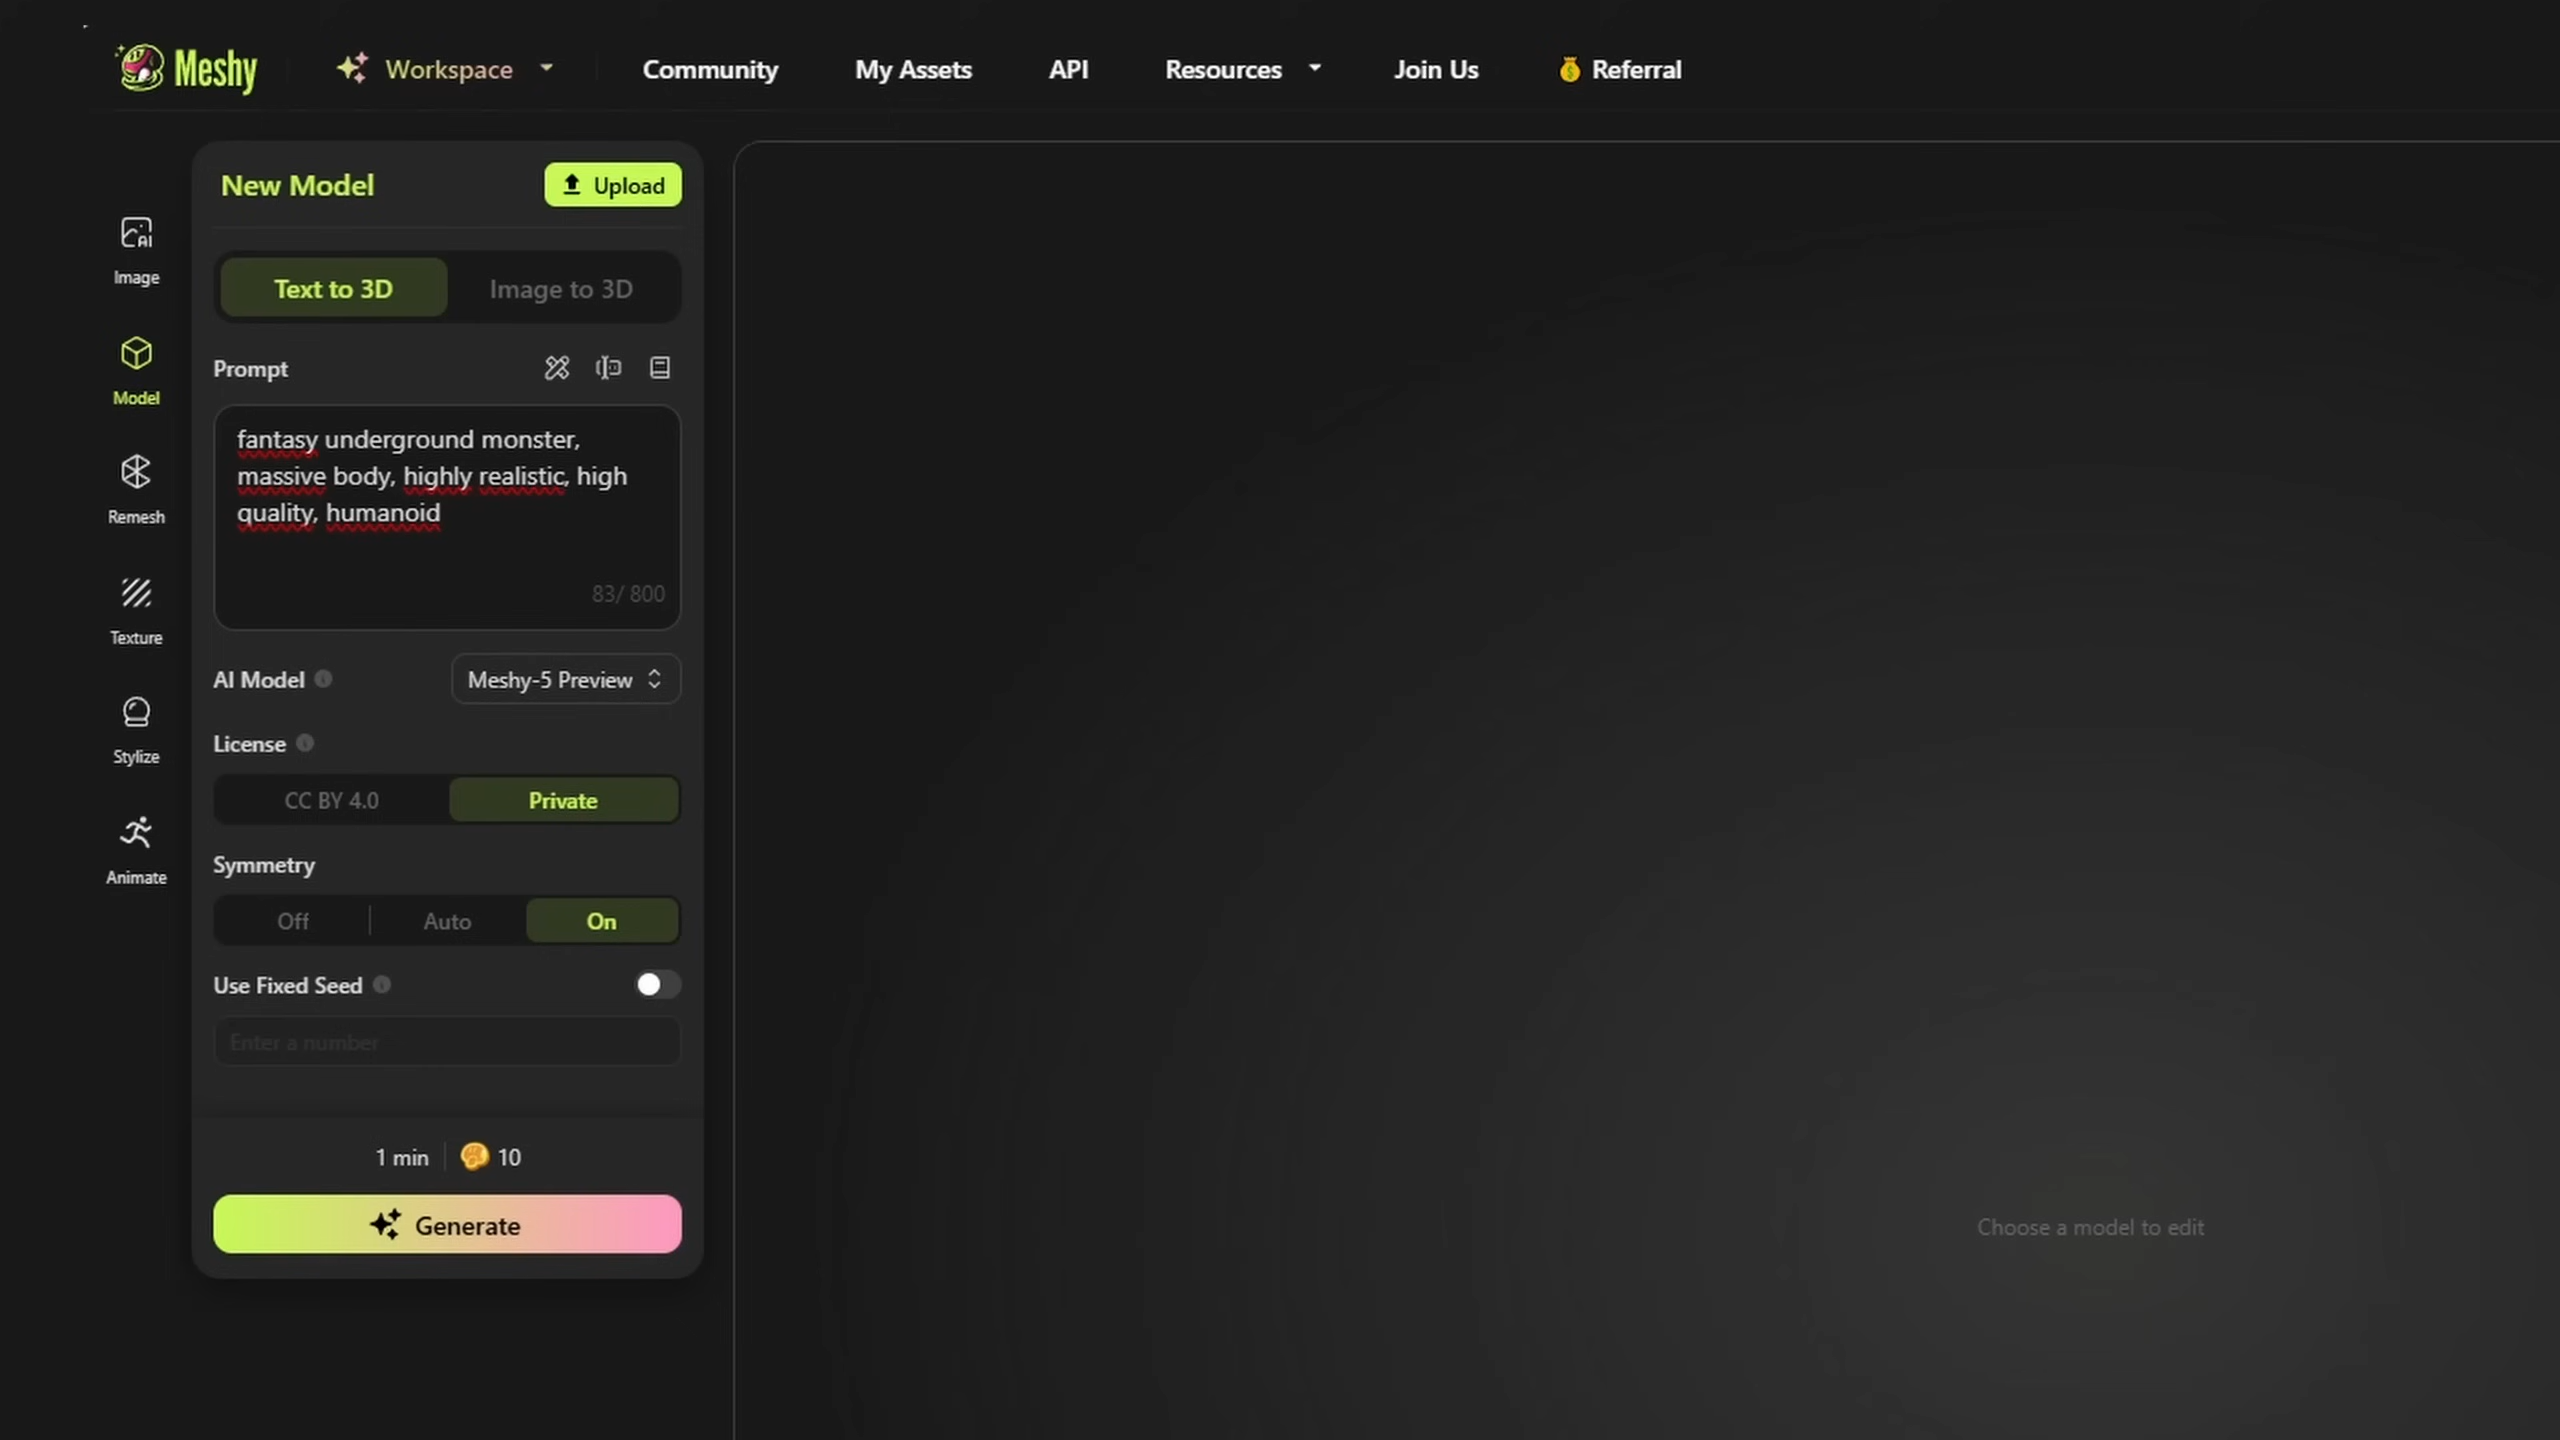 Meshy
Workspace
Community
My Assets
API
Resources
Join Us
Referral
New Model
Upload
Text to 3D
Image to 3D
Prompt
fantasy underground monster,
massive body, highly realistic, high
quality, humanoid
83/ 800
AI Model
Meshy-5 Preview
License
CC BY 4.0
Private
Symmetry
Off
Auto
On
Use Fixed Seed
Enter a number
1 min
10
Generate
Image
Model
Remesh
Texture
Stylize
Animate
Choose a model to edit